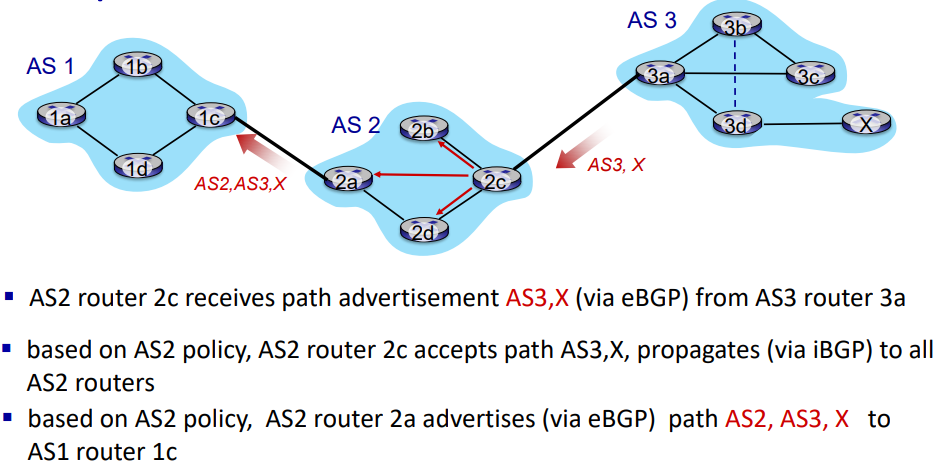 AS 3
3b
AS 1
1b
3a
3c
1a
1c
AS 2
2b
3d
X
AS3, X
1d
AS2,AS3,X
2a
2c
2d
AS2 router 2c receives path advertisement AS3,X (via eBGP) from AS3 router 3a
based on AS2 policy, AS2 router 2c accepts path AS3,X, propagates (via iBGP) to all
AS2 routers
based on AS2 policy, AS2 router 2a advertises (via eBGP) path AS2, AS3, X to
AS1 router 1c